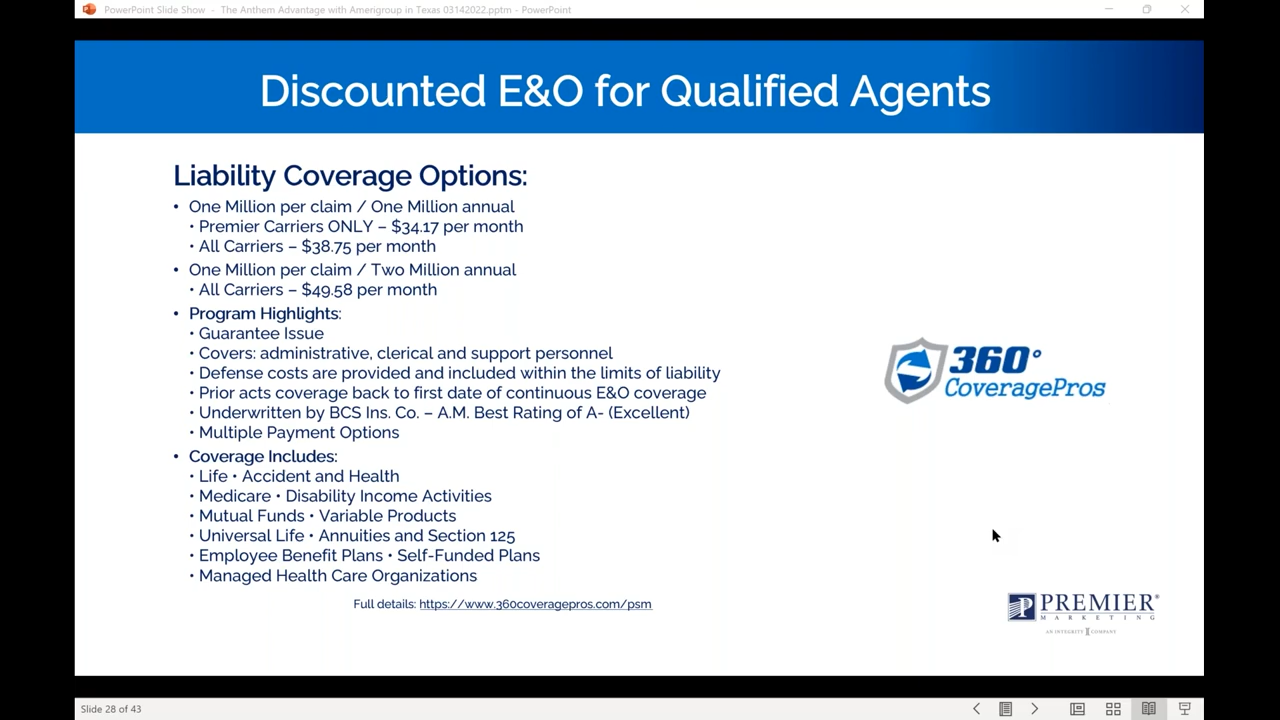 PowerPoint Slide Show - The Anthem Advantage with Amerigroup in Texas 03142022.pptm - PowerPoint
Discounted E&O for Qualified Agents
Liability Coverage Options:
• One Million per claim / One Million annual
• Premier Carriers ONLY – $34.17 per month
• All Carriers – $38.75 per month
• One Million per claim / Two Million annual
• All Carriers – $49.58 per month
• Program Highlights:
• Guarantee Issue
• Covers: administrative, clerical and support personnel
• Defense costs are provided and included within the limits of liability
• Prior acts coverage back to first date of continuous E&O coverage
• Underwritten by BCS Ins. Co. – A.M. Best Rating of A- (Excellent)
• Multiple Payment Options
• Coverage Includes:
• Life • Accident and Health
• Medicare • Disability Income Activities
• Mutual Funds • Variable Products
• Universal Life • Annuities and Section 125
• Employee Benefit Plans • Self-Funded Plans
• Managed Health Care Organizations
Full details: https://www.360coveragepros.com/psm
360°
CoveragePros
PREMIER®
MARKETING
AN INTEGRITY COMPANY
Slide 28 of 43